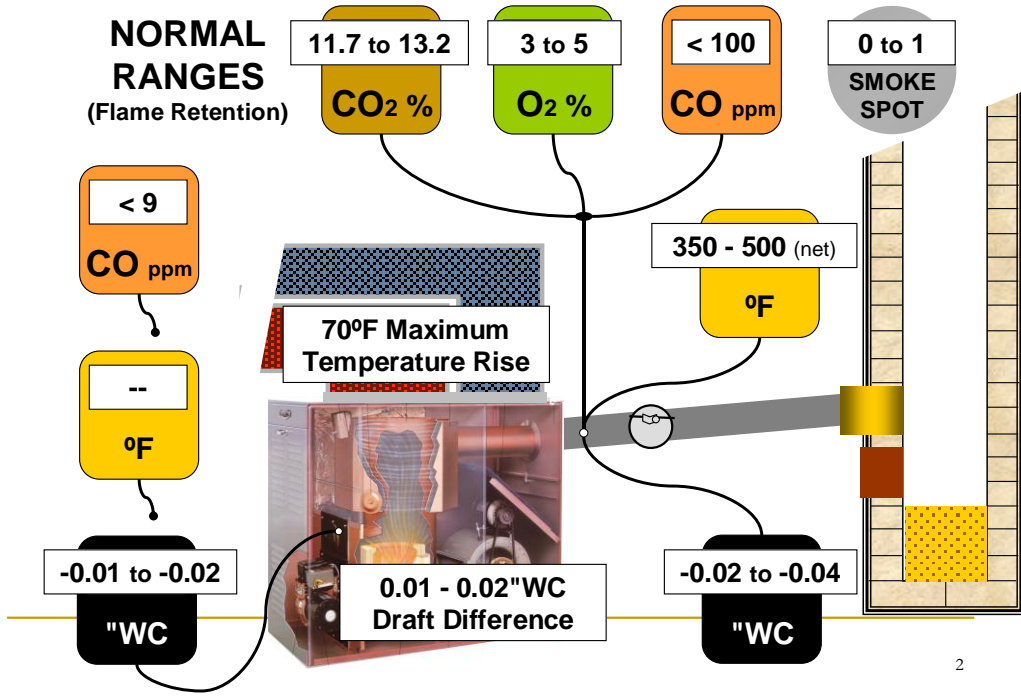 NORMAL
RANGES
(Flame Retention)
11.7 to 13.2
CO2 %
3 to 5
O2 %
< 100
CO ppm
0 to 1
SMOKE
SPOT
< 9
CO ppm
350 - 500 (net)
ºF
70ºF Maximum
Temperature Rise
--
ºF
-0.01 to -0.02
"WC
0.01 - 0.02"WC
Draft Difference
-0.02 to -0.04
"WC
2